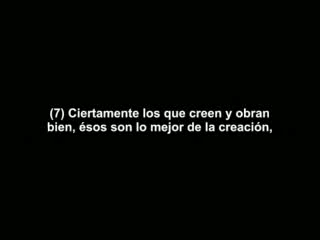 (7) Ciertamente los que creen y obran
bien, ésos son lo mejor de la creación,